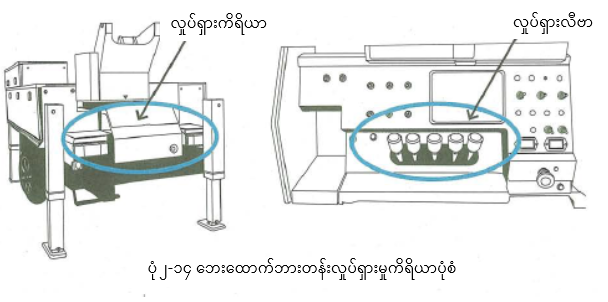 လှုပ်ရှားကိရိယာ
လှုပ်ရှားလီဗာ
ပုံ ၂-၁၄ ဘေးထောက်ဘားတန်းလှုပ်ရှားမှုကိရိယာပုံစံ